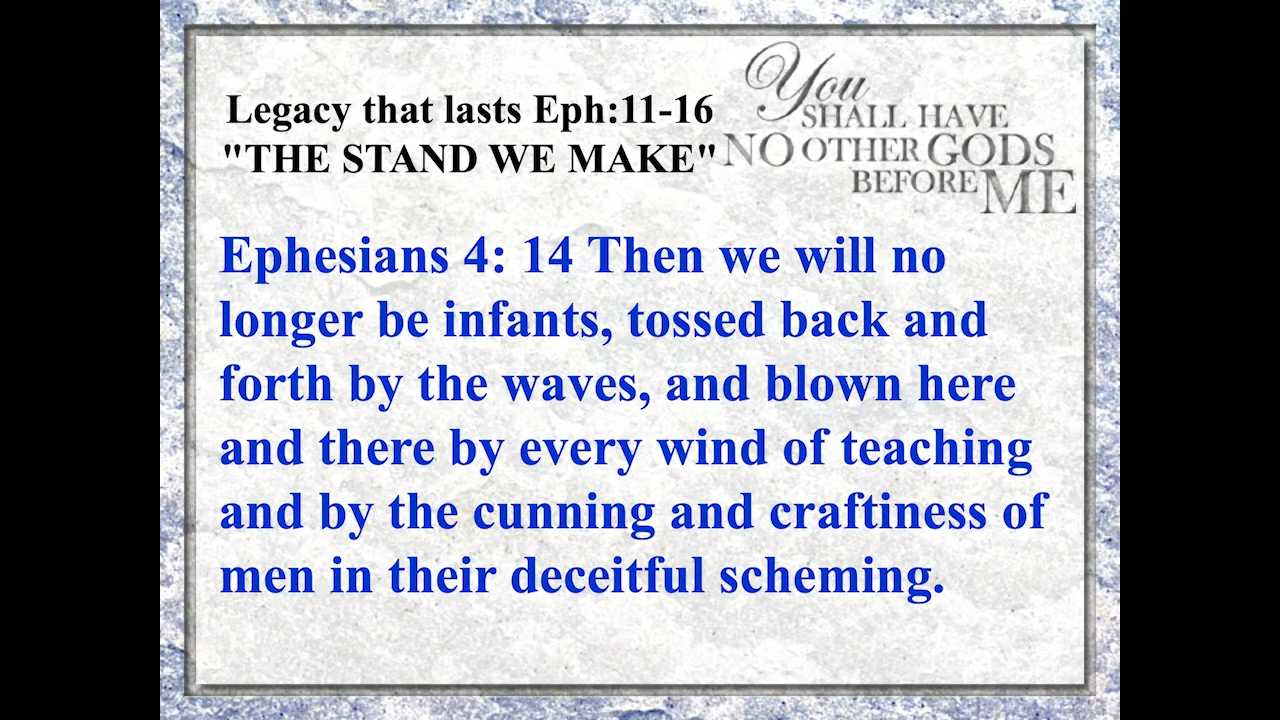 Legacy that lasts Eph:11-16
"THE STAND WE MAKE"
You
SHALL HAVE
NO OTHER GODS
BEFORE ME
Ephesians 4: 14 Then we will no
longer be infants, tossed back and
forth by the waves, and blown here
and there by every wind of teaching
and by the cunning and craftiness of
men in their deceitful scheming.